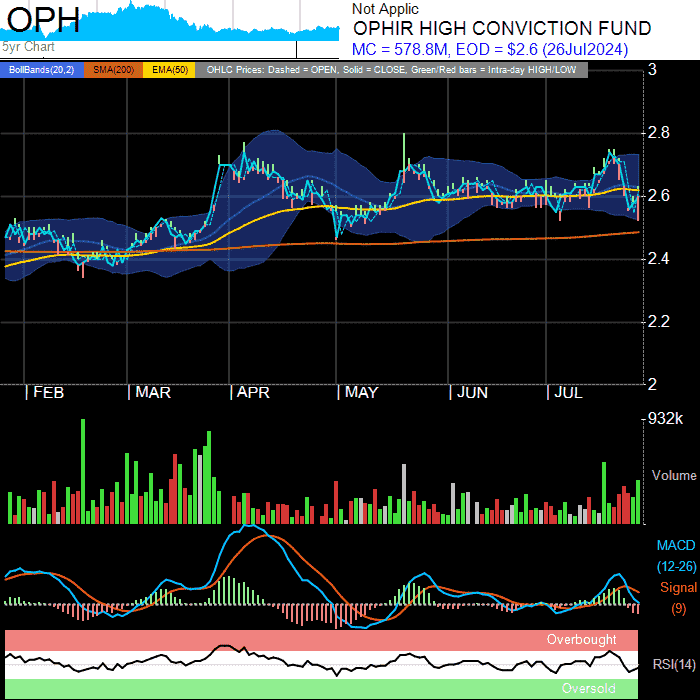 OPH
5yr Chart
Not Applic
OPHIR HIGH CONVICTION FUND
MC = 578.8M, EOD = $2.6 (26Jul2024)
BollBands(20,2) SMA(200) EMA(50) OHLC Prices: Dashed = OPEN, Solid = CLOSE, Green/Red bars = Intra-day HIGH/LOW
3
2.8
2.6
2.4
2.2
2
FEB MAR APR MAY JUN JUL
932k
Volume
MACD
(12-26)
Signal
(9)
Overbought
RSI(14)
Oversold